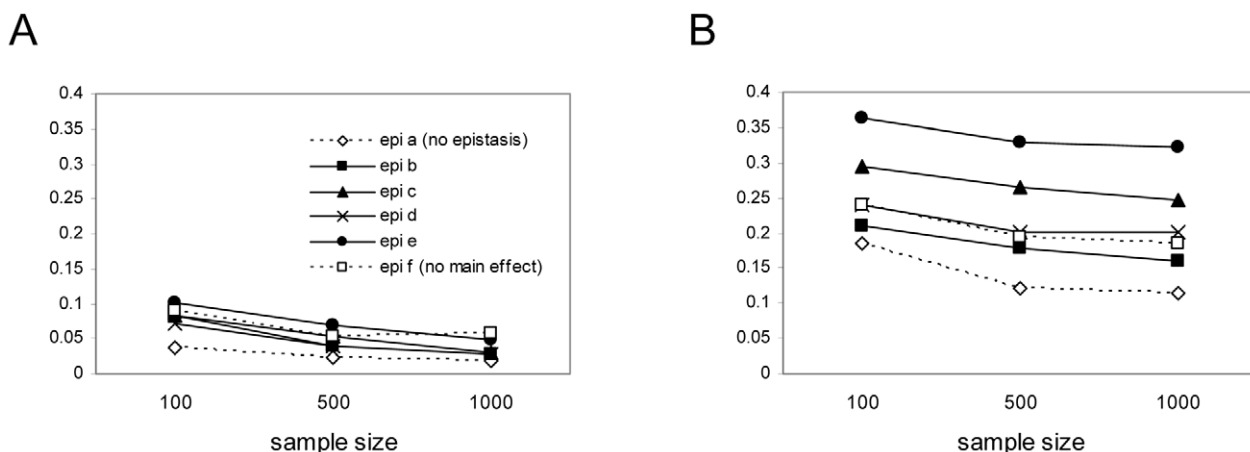 A
0.4
0.35
0.3
0.25
0.2
0.15
0.1
0.05
0
epi a (no epistasis)
epi b
epi c
epi d
epi e
epi f (no main effect)
100 500 1000
sample size
B
0.4
0.35
0.3
0.25
0.2
0.15
0.1
0.05
0
100 500 1000
sample size